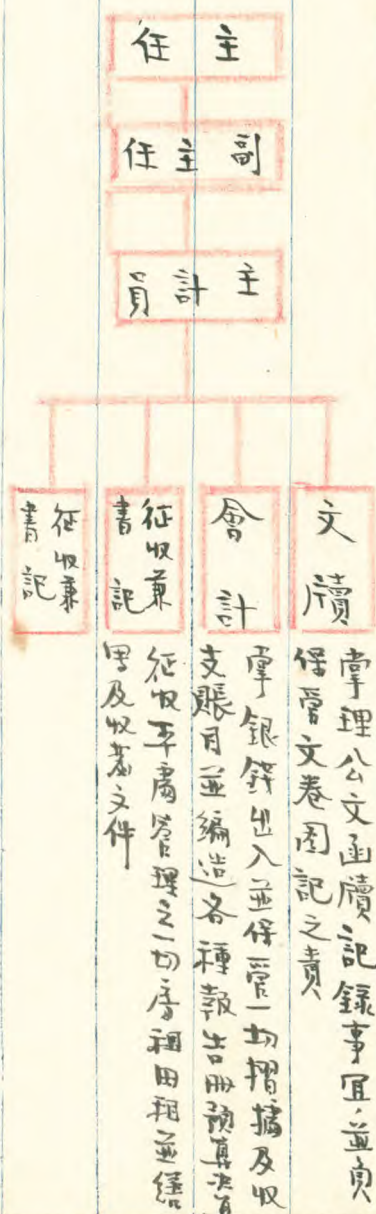 主任
副主任
主計員
文牘
掌理公文函牘記錄事宜並負
保管文卷圖記之責
會計
掌銀錢出入並保管一切摺據及收
支賬目並編造各種報告冊預算決算
征收兼
書記
征收本處管理之一切房租田租並繕
寫及收發文件
征收兼
書記